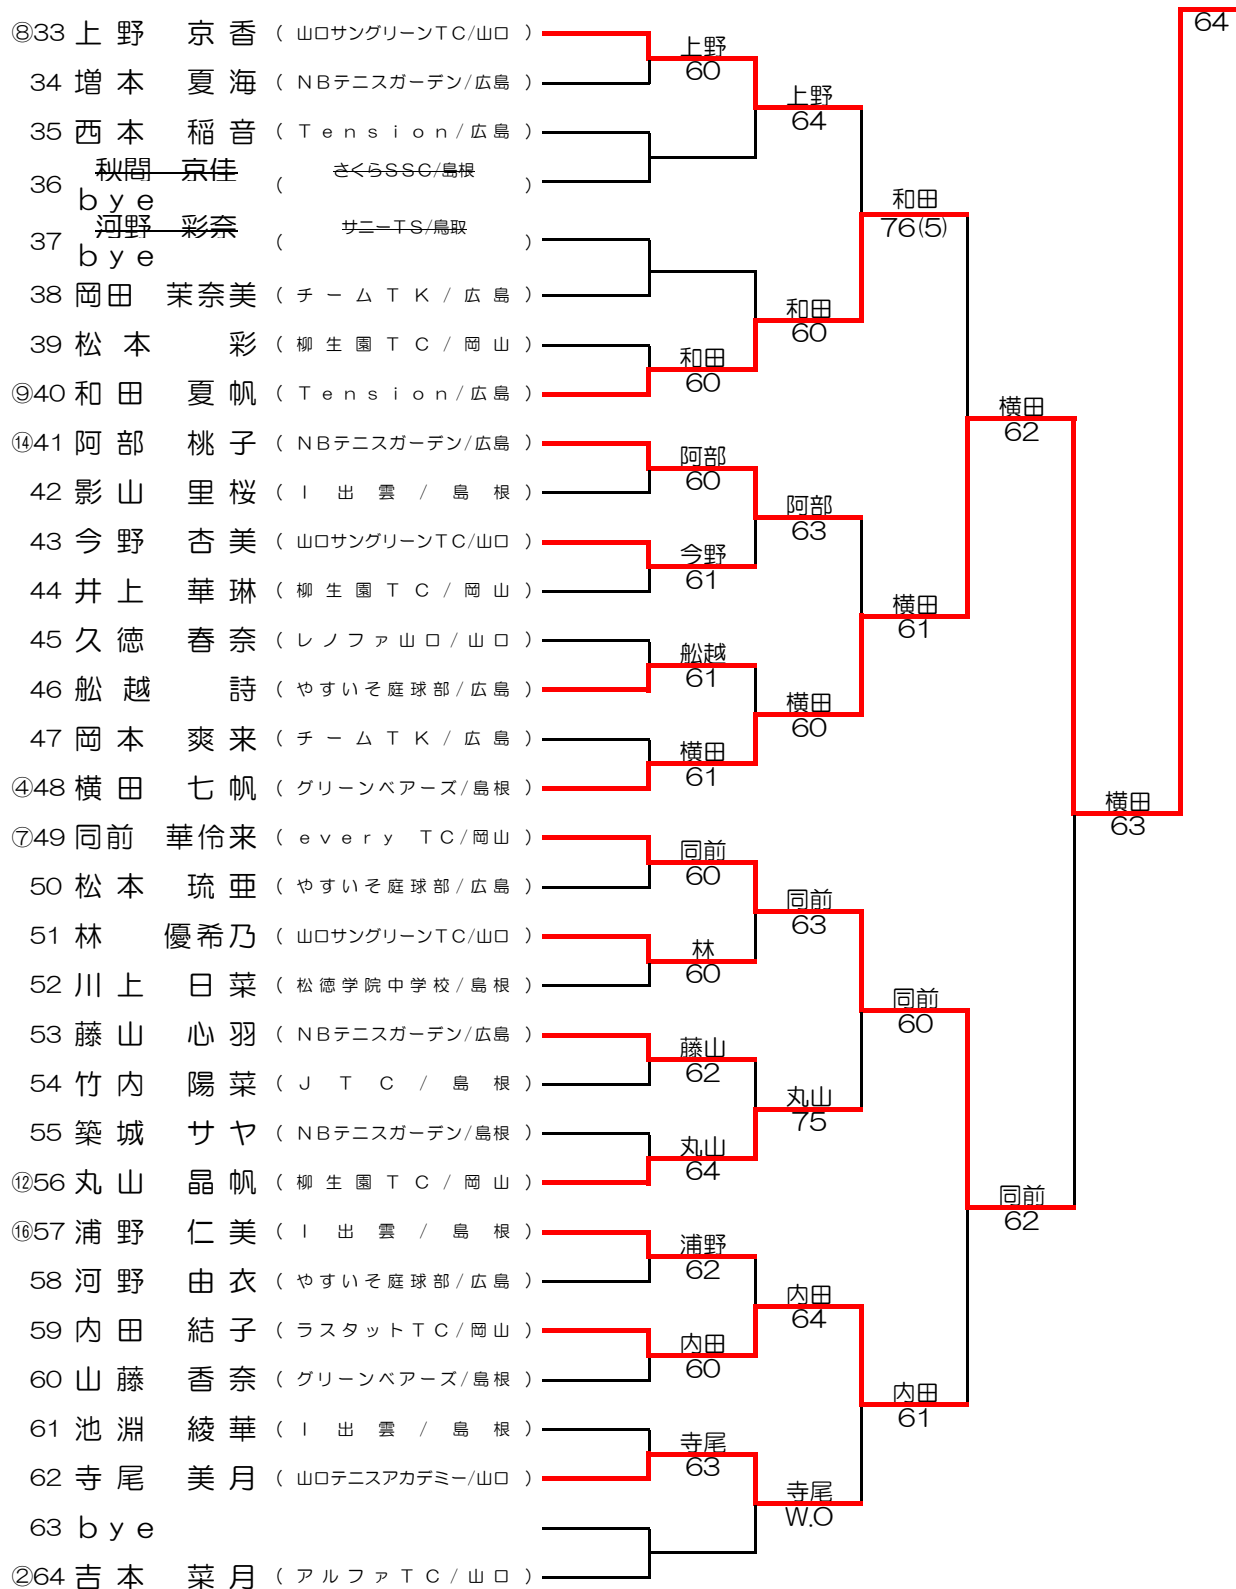 ⑧33 上野 京香 ( 山口サングリーンTC/山口 )
34 増本 夏海 ( NBテニスガーデン/広島 )
35 西本 稲音 ( Tension/広島 )
秋間 京佳 さくらSSC/島根
36 bye ( )
河野 彩奈 サニーTS/鳥取
37 bye ( )
38 岡田 茉奈美 ( チームTK/広島 )
39 松本 彩 ( 柳生園TC/岡山 )
⑨40 和田 夏帆 ( Tension/広島 )
⑭41 阿部 桃子 ( NBテニスガーデン/広島 )
42 影山 里桜 ( I出雲/島根 )
43 今野 杏美 ( 山口サングリーンTC/山口 )
44 井上 華琳 ( 柳生園TC/岡山 )
45 久徳 春奈 ( レノファ山口/山口 )
46 舩越 詩 ( やすいそ庭球部/広島 )
47 岡本 爽来 ( チームTK/広島 )
④48 横田 七帆 ( グリーンベアーズ/島根 )
⑦49 同前 華伶来 ( every TC/岡山 )
50 松本 琉亜 ( やすいそ庭球部/広島 )
51 林 優希乃 ( 山口サングリーンTC/山口 )
52 川上 日菜 ( 松徳学院中学校/島根 )
53 藤山 心羽 ( NBテニスガーデン/広島 )
54 竹内 陽菜 ( JTC/島根 )
55 築城 サヤ ( NBテニスガーデン/島根 )
⑫56 丸山 晶帆 ( 柳生園TC/岡山 )
⑯57 浦野 仁美 ( I出雲/島根 )
58 河野 由衣 ( やすいそ庭球部/広島 )
59 内田 結子 ( ラスタットTC/岡山 )
60 山藤 香奈 ( グリーンベアーズ/島根 )
61 池淵 綾華 ( I出雲/島根 )
62 寺尾 美月 ( 山口テニスアカデミー/山口 )
63 bye
②64 吉本 菜月 ( アルファTC/山口 )
上野
60
和田
60
阿部
60
今野
61
舩越
61
横田
61
同前
60
林
60
藤山
62
丸山
64
浦野
62
内田
60
寺尾
63
上野
64
和田
60
阿部
63
横田
60
同前
63
丸山
75
内田
64
寺尾
W.O
和田
76(5)
横田
61
同前
60
内田
61
横田
62
同前
62
横田
63
64